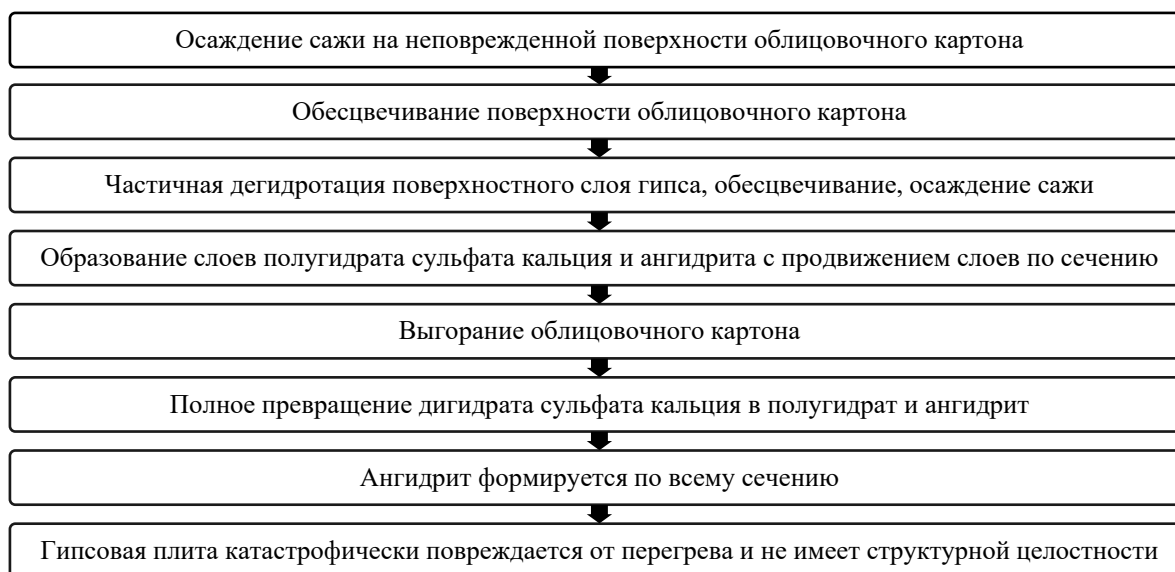 Осаждение сажи на неповрежденной поверхности облицовочного картона
Обесцвечивание поверхности облицовочного картона
Частичная дегидротация поверхностного слоя гипса, обесцвечивание, осаждение сажи
Образование слоев полугидрата сульфата кальция и ангидрита с продвижением слоев по сечению
Выгорание облицовочного картона
Полное превращение дигидрата сульфата кальция в полугидрат и ангидрит
Ангидрит формируется по всему сечению
Гипсовая плита катастрофически повреждается от перегрева и не имеет структурной целостности